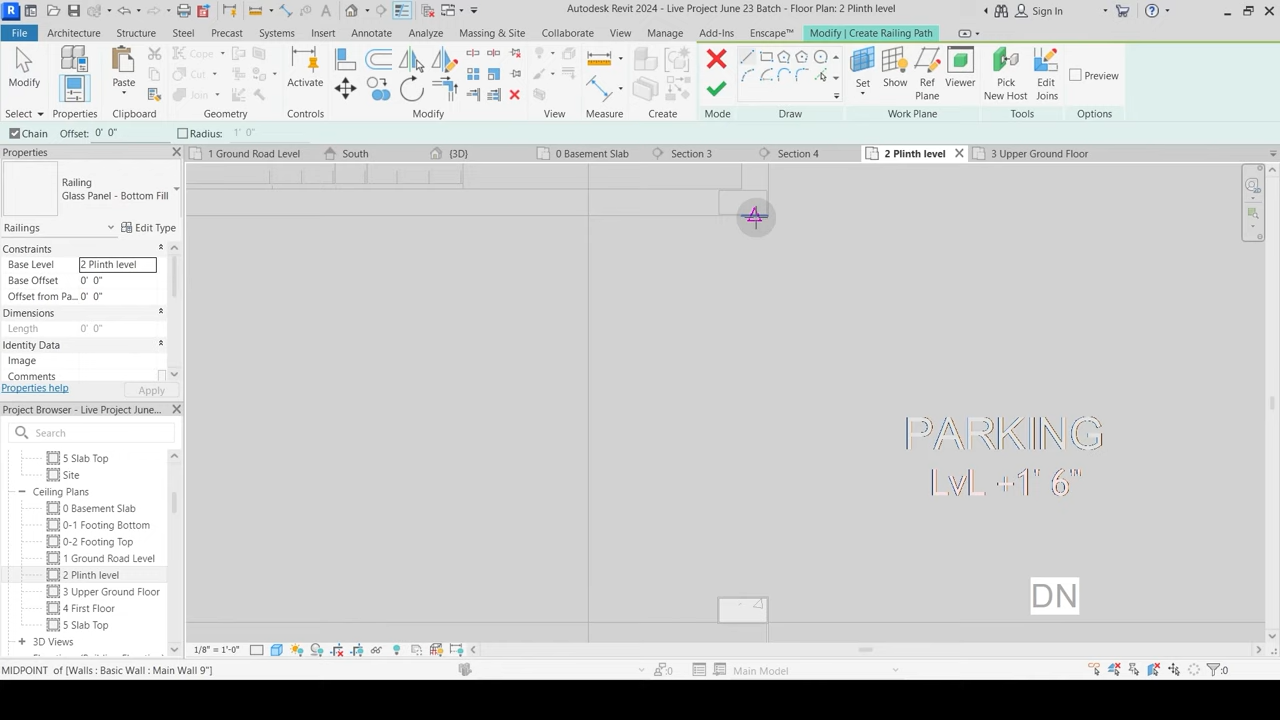 Autodesk Revit 2024 - Live Project June 23 Batch - Floor Plan: 2 Plinth level
Sign In
File Architecture Structure Steel Precast Systems Insert Annotate Analyze Massing & Site Collaborate View Manage Add-Ins Enscape™ Modify | Create Railing Path
Modify
Properties
Paste
Cope
Cut
Join
Activate
Set Show Ref Plane Viewer
Pick New Host
Edit Joins
Preview
Select Properties Clipboard Geometry Controls Modify View Measure Create Mode Draw Work Plane Tools Options
Chain Offset: 0' 0" Radius: 1' 0"
Properties
1 Ground Road Level South {3D} 0 Basement Slab Section 3 Section 4 2 Plinth level 3 Upper Ground Floor
Railing
Glass Panel - Bottom Fill
Railings Edit Type
Constraints
Base Level 2 Plinth level
Base Offset 0' 0"
Offset from Pa... 0' 0"
Dimensions
Length 0' 0"
Identity Data
Image
Comments
Properties help Apply
Project Browser - Live Project June...
Search
5 Slab Top
Site
Ceiling Plans
0 Basement Slab
0-1 Footing Bottom
0-2 Footing Top
1 Ground Road Level
2 Plinth level
3 Upper Ground Floor
4 First Floor
5 Slab Top
3D Views
PARKING
LvL +1' 6"
DN
1/8" = 1'-0"
MIDPOINT of [Walls : Basic Wall : Main Wall 9"]
:0
Main Model
:0